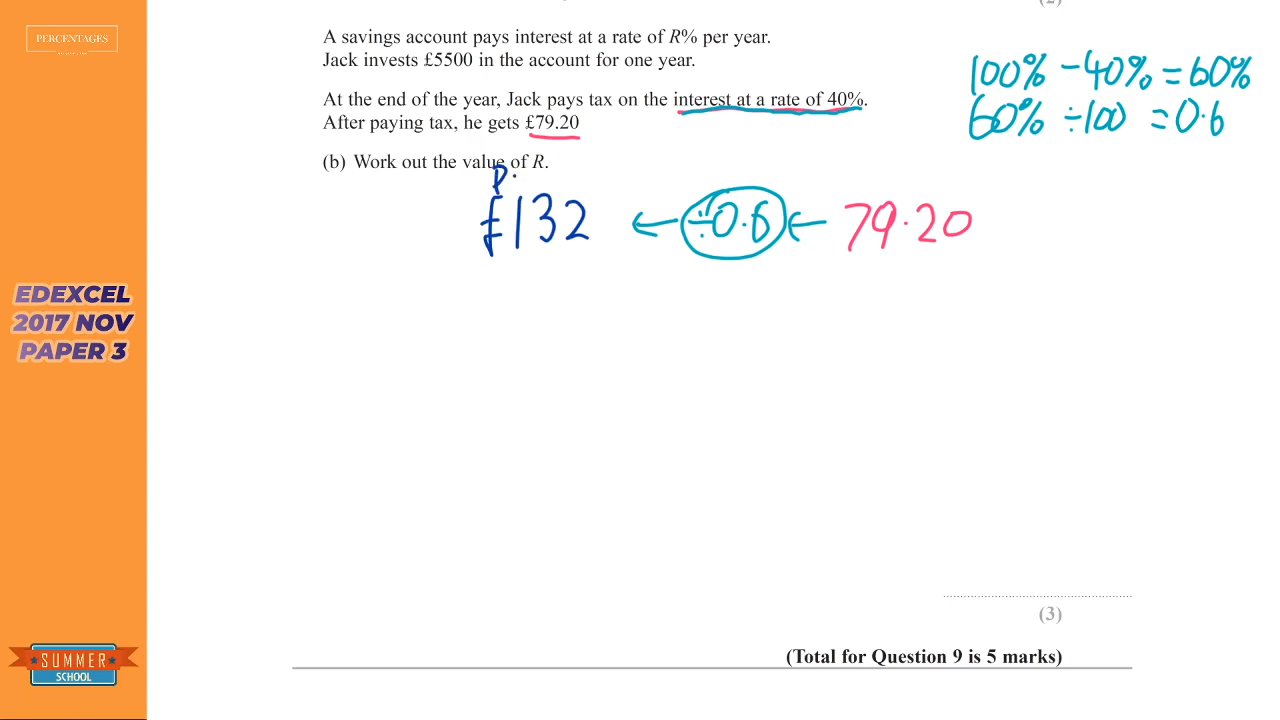 PERCENTAGES
(2)
A savings account pays interest at a rate of R% per year.
Jack invests £5500 in the account for one year.
At the end of the year, Jack pays tax on the interest at a rate of 40%.
After paying tax, he gets £79.20
(b) Work out the value of R.
100% - 40% = 60%
60% ÷ 100 = 0.6
P.
£132 ← ÷0.6 ← 79.20
EDEXCEL
2017 NOV
PAPER 3
(3)
(Total for Question 9 is 5 marks)
SUMMER
SCHOOL